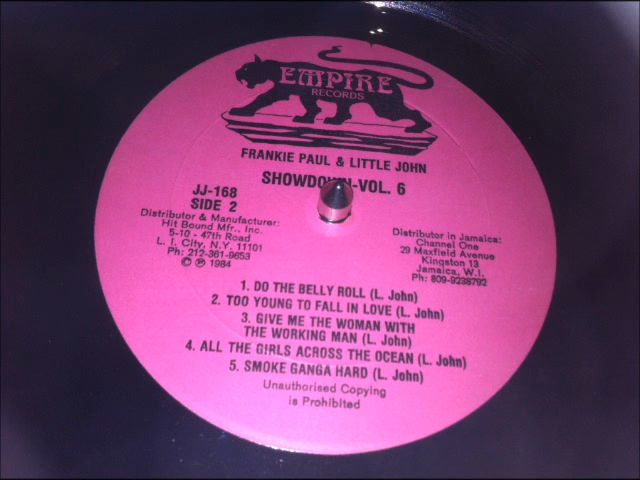 EMPIRE
RECORDS
FRANKIE PAUL & LITTLE JOHN
SHOWDOWN-VOL. 6
JJ-168
SIDE 2
Distributor & Manufacturer:
Hit Bound Mfr., Inc.
5-10 - 47th Road
L. I. City, N.Y. 11101
Ph: 212-361-9653
© ℗ 1984
Distributor in Jamaica:
Channel One
29 Maxfield Avenue
Kingston 13
Jamaica, W.I.
Ph: 809-9238792
1. DO THE BELLY ROLL (L. John)
2. TOO YOUNG TO FALL IN LOVE (L. John)
3. GIVE ME THE WOMAN WITH
THE WORKING MAN (L. John)
4. ALL THE GIRLS ACROSS THE OCEAN (L. John)
5. SMOKE GANGA HARD (L. John)
Unauthorised Copying
is Prohibited